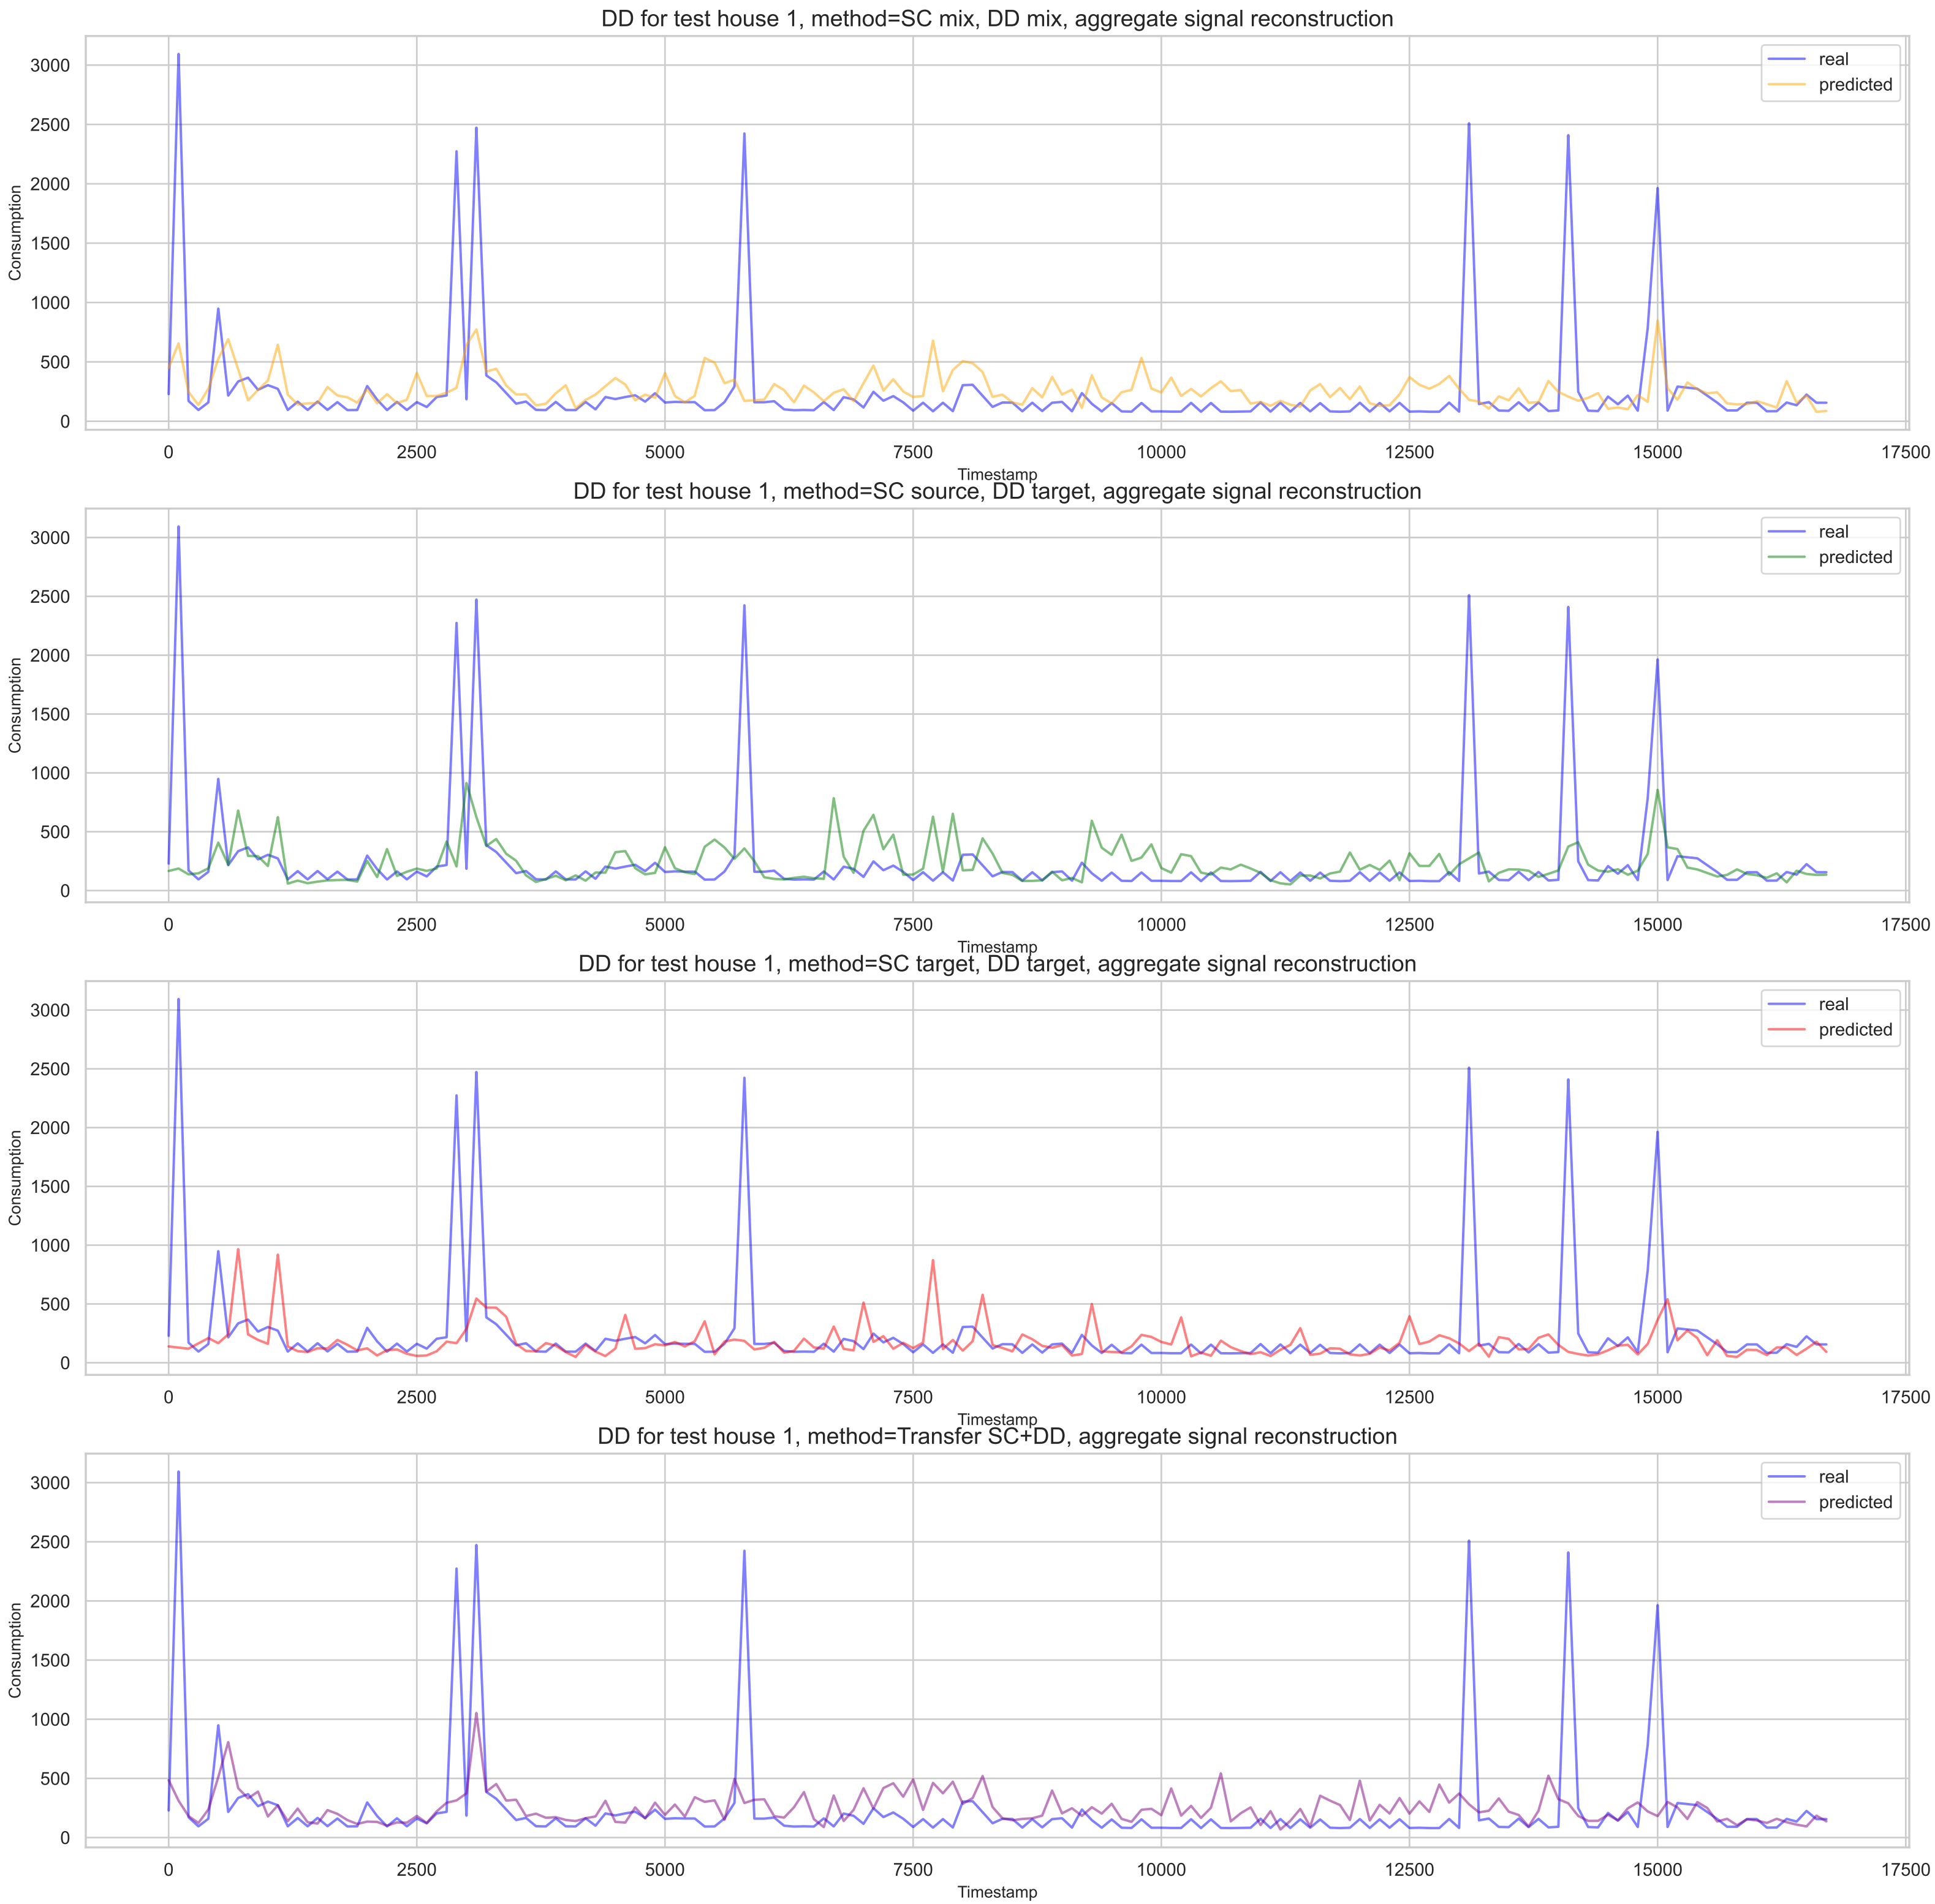 DD for test house 1, method=SC mix, DD mix, aggregate signal reconstruction
real
predicted
3000
2500
2000
1500
1000
500
0
Consumption
0 2500 5000 7500 10000 12500 15000 17500
Timestamp
DD for test house 1, method=SC source, DD target, aggregate signal reconstruction
real
predicted
3000
2500
2000
1500
1000
500
0
Consumption
0 2500 5000 7500 10000 12500 15000 17500
Timestamp
DD for test house 1, method=SC target, DD target, aggregate signal reconstruction
real
predicted
3000
2500
2000
1500
1000
500
0
Consumption
0 2500 5000 7500 10000 12500 15000 17500
Timestamp
DD for test house 1, method=Transfer SC+DD, aggregate signal reconstruction
real
predicted
3000
2500
2000
1500
1000
500
0
Consumption
0 2500 5000 7500 10000 12500 15000 17500
Timestamp